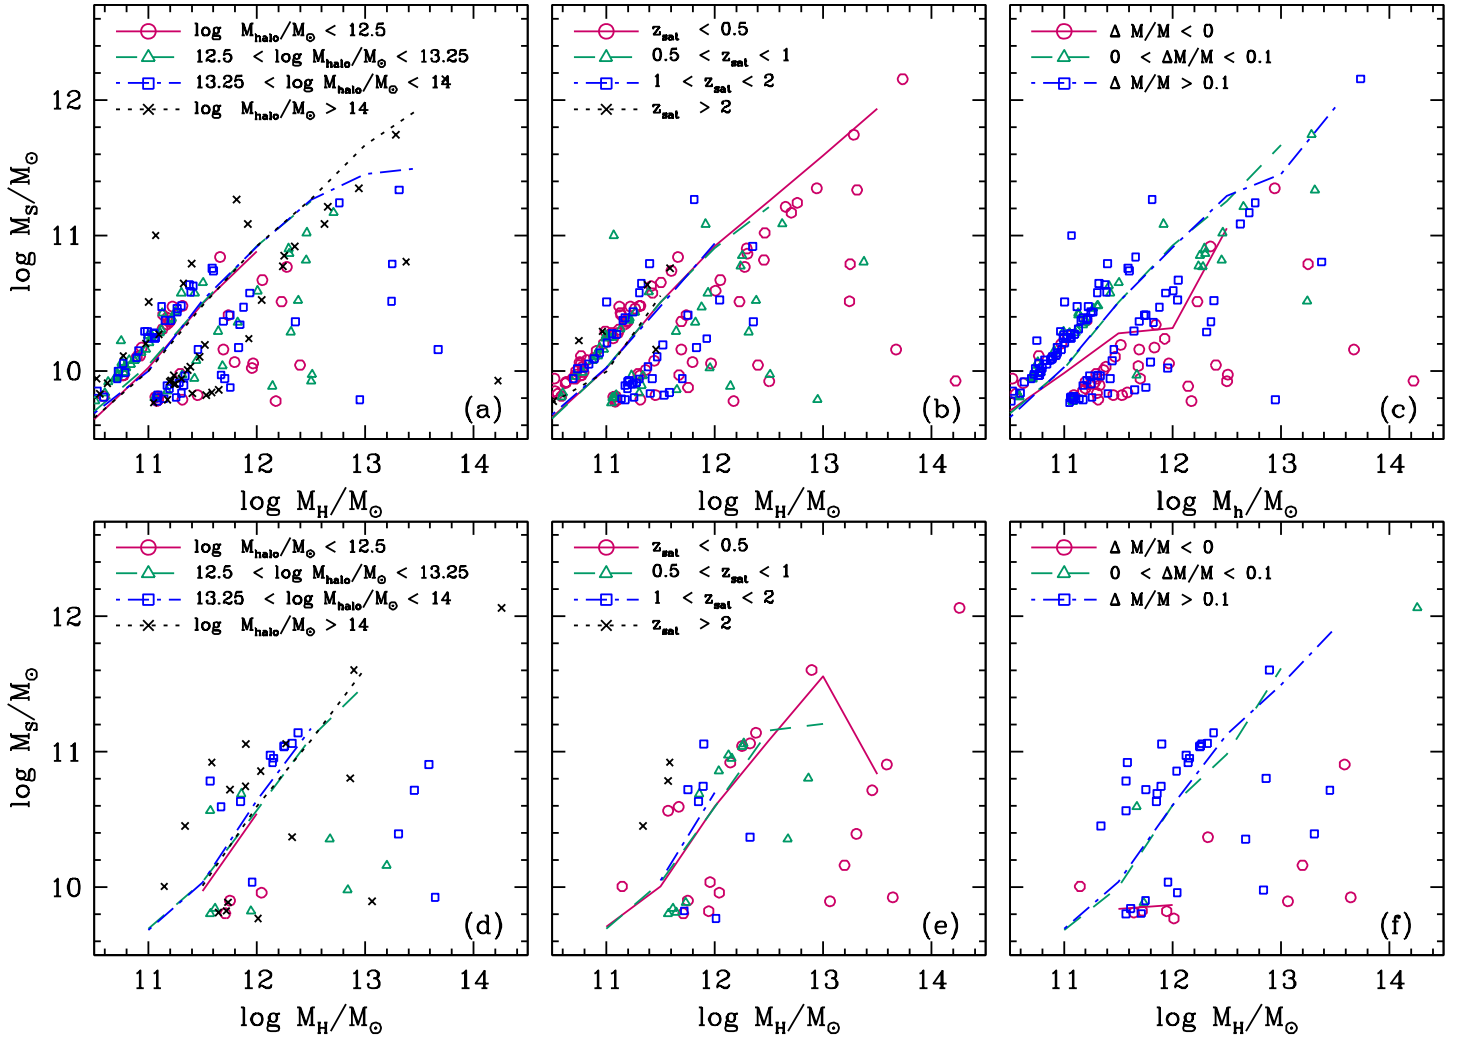 log M_halo/M_⊙ < 12.5
12.5 < log M_halo/M_⊙ < 13.25
13.25 < log M_halo/M_⊙ < 14
log M_halo/M_⊙ > 14
z_sat < 0.5
0.5 < z_sat < 1
1 < z_sat < 2
z_sat > 2
Δ M/M < 0
0 < ΔM/M < 0.1
Δ M/M > 0.1
12
11
10
log M_S/M_⊙
(a)
(b)
(c)
11 12 13 14
11 12 13 14
11 12 13 14
log M_H/M_⊙
log M_H/M_⊙
log M_h/M_⊙
log M_halo/M_⊙ < 12.5
12.5 < log M_halo/M_⊙ < 13.25
13.25 < log M_halo/M_⊙ < 14
log M_halo/M_⊙ > 14
z_sat < 0.5
0.5 < z_sat < 1
1 < z_sat < 2
z_sat > 2
Δ M/M < 0
0 < ΔM/M < 0.1
Δ M/M > 0.1
12
11
10
log M_S/M_⊙
(d)
(e)
(f)
11 12 13 14
11 12 13 14
11 12 13 14
log M_H/M_⊙
log M_H/M_⊙
log M_H/M_⊙